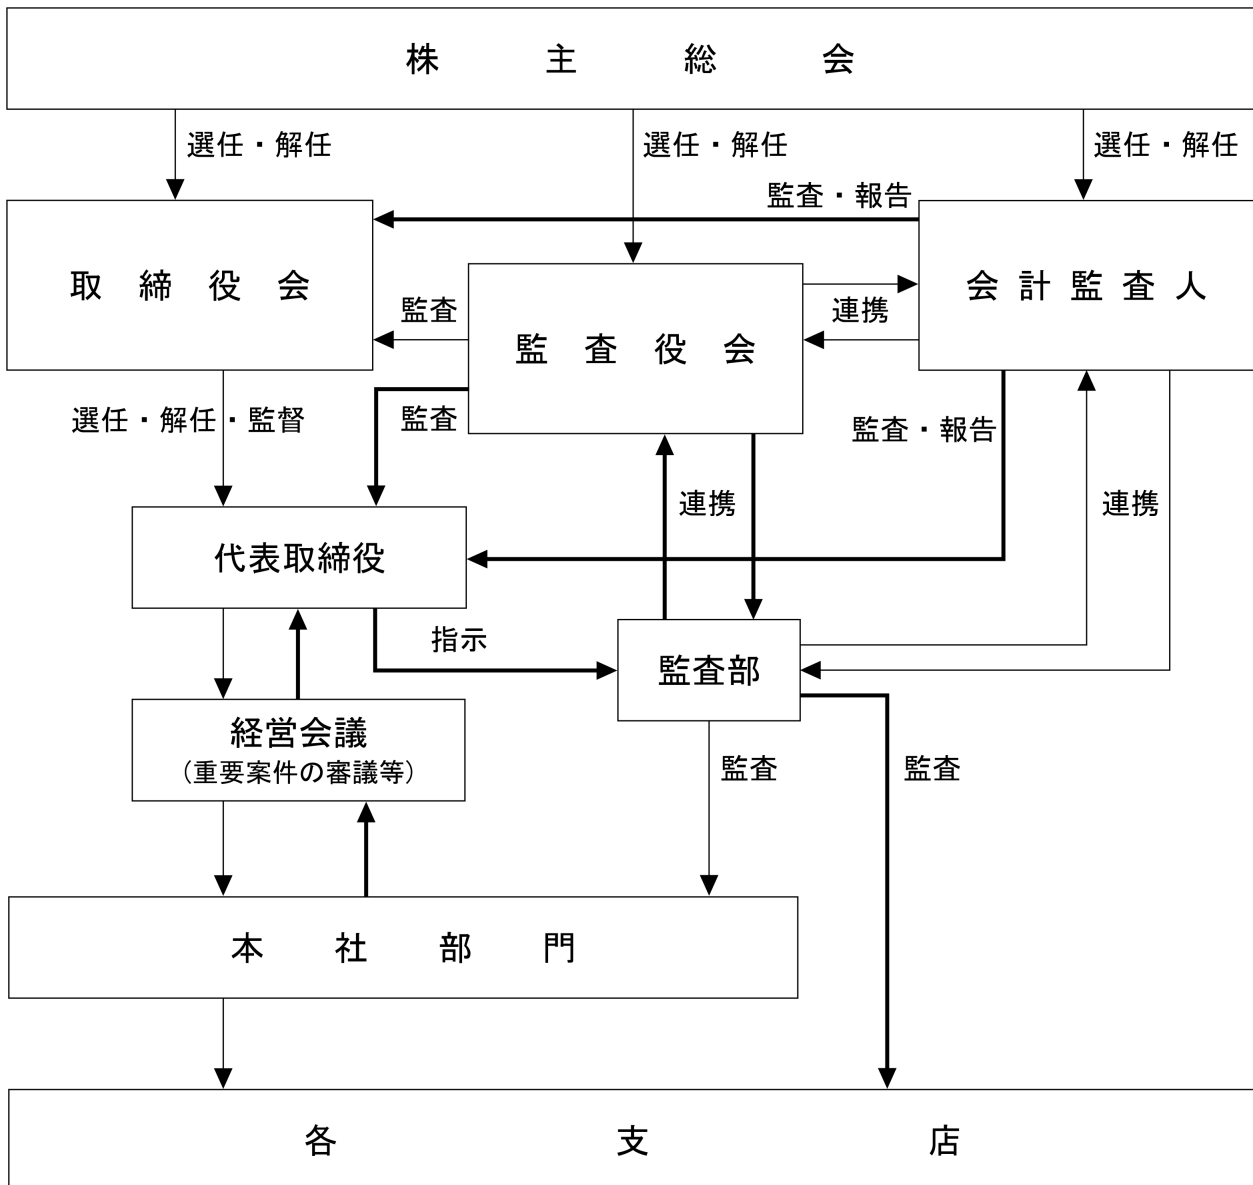 株主総会
選任・解任
選任・解任
選任・解任
監査・報告
取締役会
会計監査人
監査
連携
監査役会
選任・解任・監督
監査
監査・報告
連携
連携
代表取締役
指示
監査部
経営会議
（重要案件の審議等）
監査
監査
本社部門
各支店